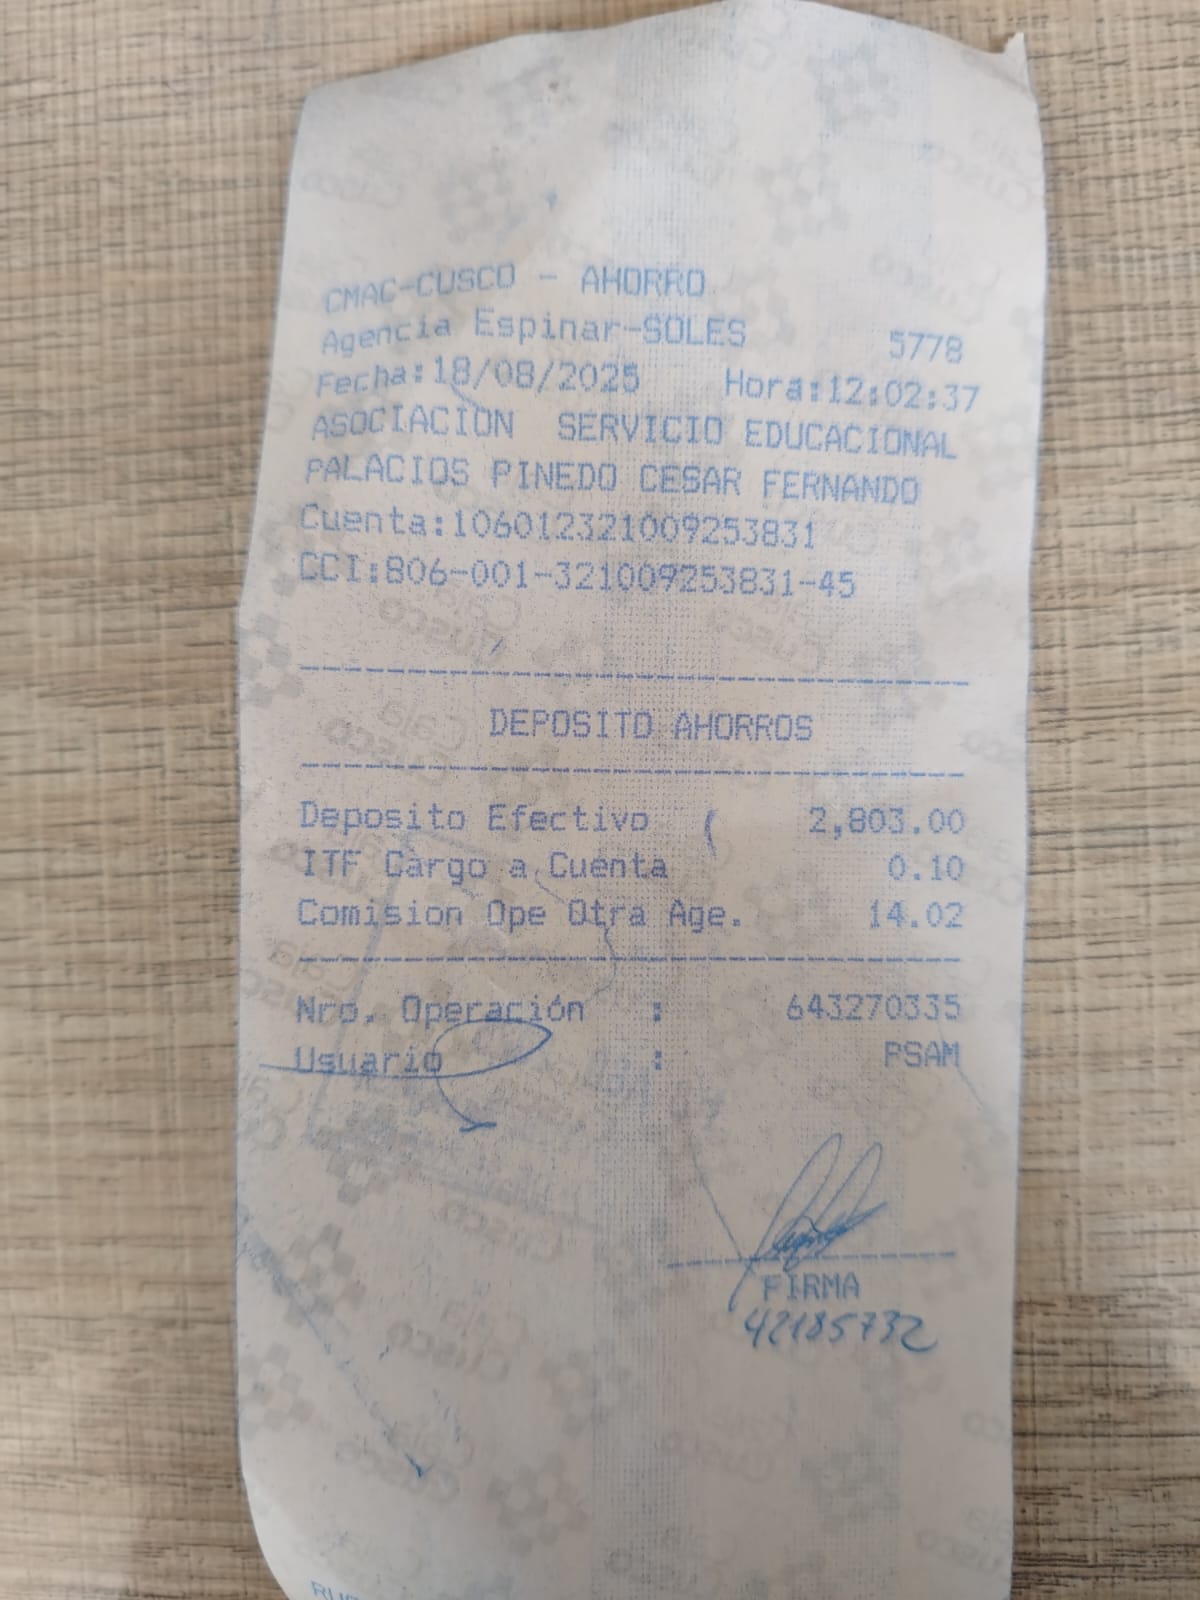 CMAC-CUSCO - AHORRO
Agencia Espinar-SOLES 5778
Fecha:18/08/2025 Hora:12:02:37
ASOCIACION SERVICIO EDUCACIONAL
PALACIOS PINEDO CESAR FERNANDO
Cuenta:106012321009253831
CCI:806-001-321009253831-45
DEPOSITO AHORROS
Deposito Efectivo 2,803.00
ITF Cargo a Cuenta 0.10
Comision Ope Otra Age. 14.02
Nro. Operación : 643270335
Usuario : PSAM
FIRMA
42185732